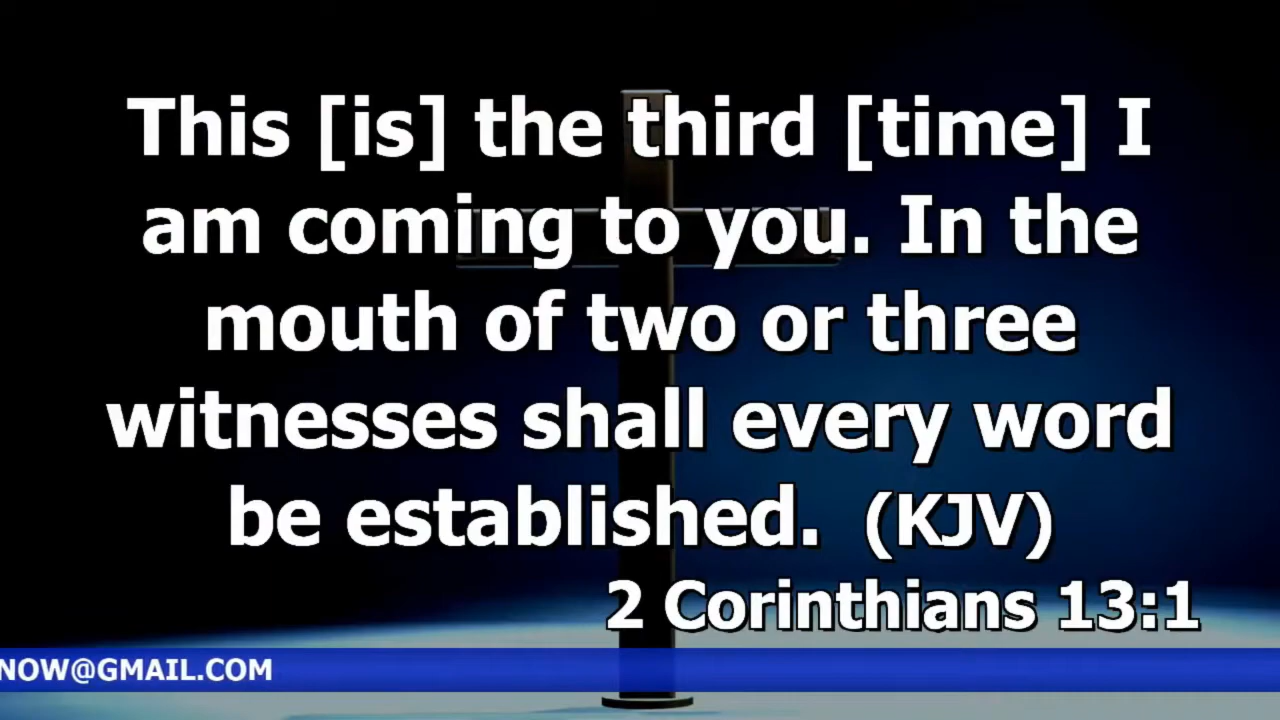 This [is] the third [time] I
am coming to you. In the
mouth of two or three
witnesses shall every word
be established.  (KJV)
2 Corinthians 13:1
NOW@GMAIL.COM